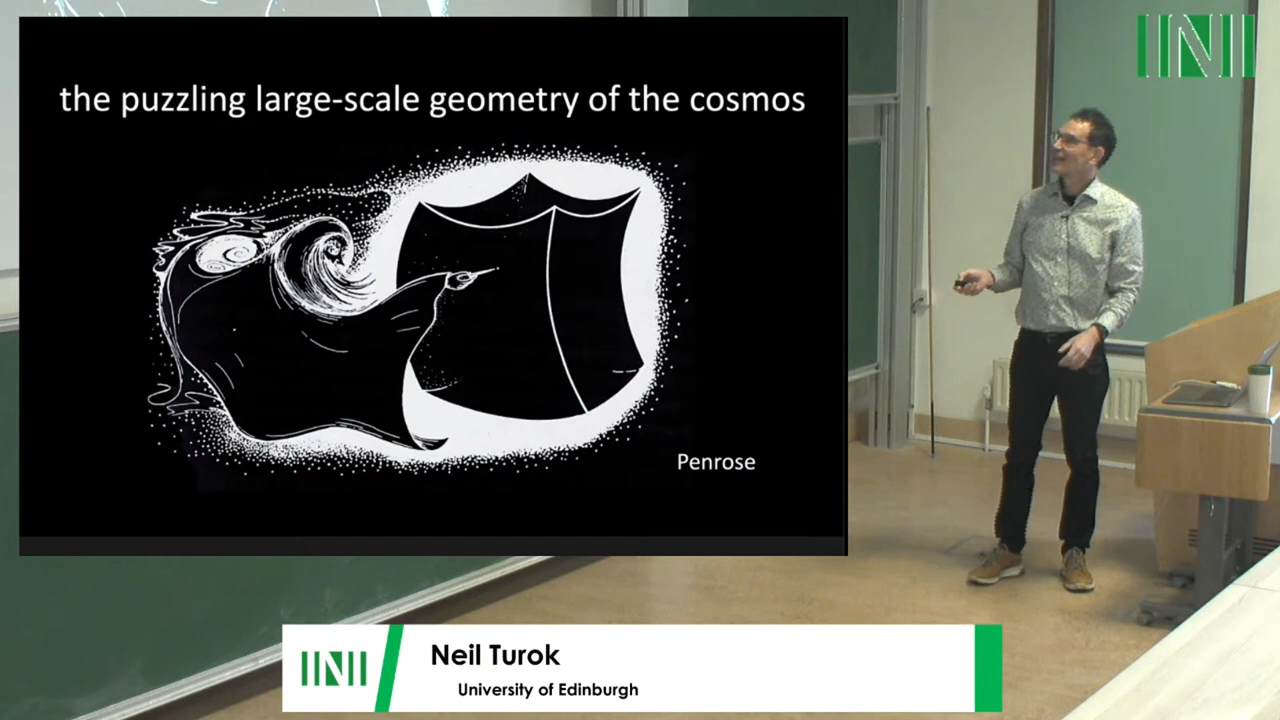 the puzzling large-scale geometry of the cosmos
Penrose
INI
INI
Neil Turok
University of Edinburgh